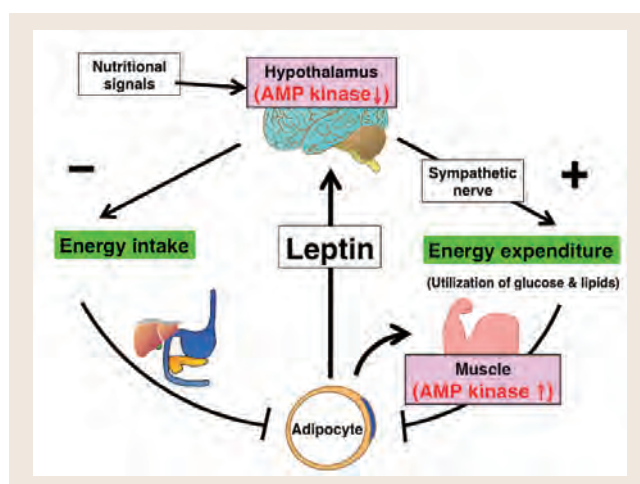 Nutritional
signals
Hypothalamus
(AMP kinase↓)
−
Sympathetic
nerve
+
Energy intake
Leptin
Energy expenditure
(Utilization of glucose & lipids)
Muscle
(AMP kinase ↑)
Adipocyte